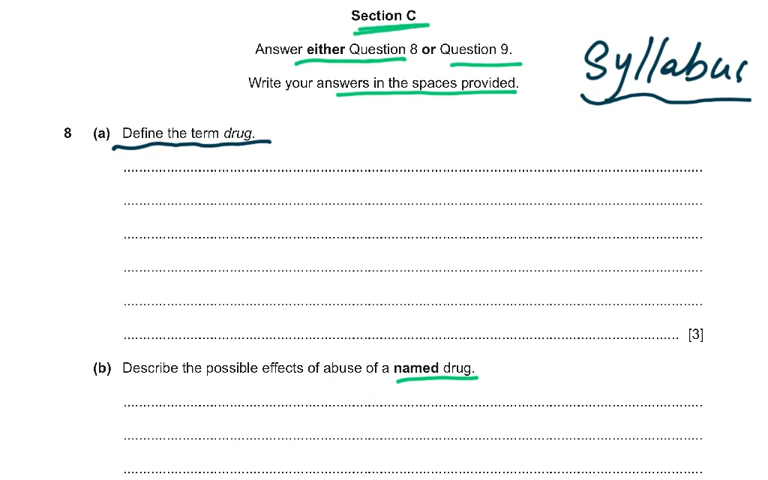 Section C
Answer either Question 8 or Question 9.
Syllabus
Write your answers in the spaces provided.
8 (a) Define the term drug.
[3]
(b) Describe the possible effects of abuse of a named drug.